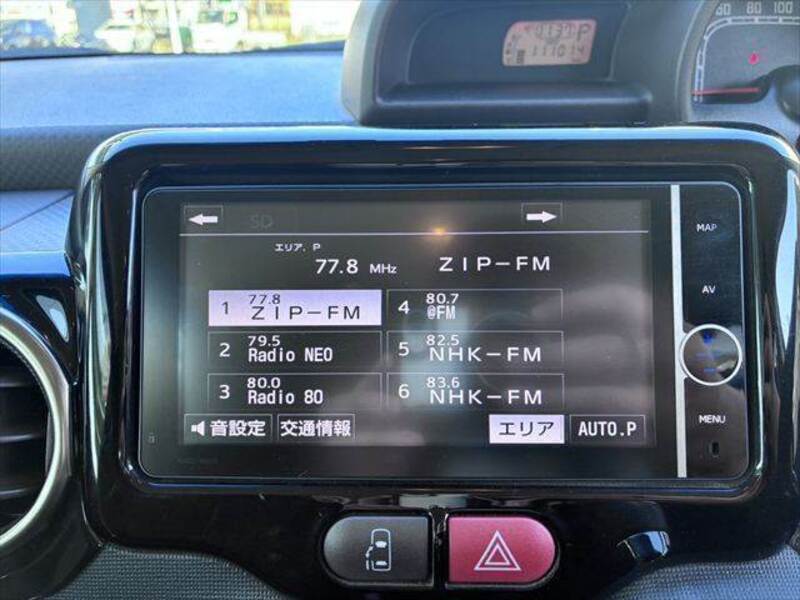 60 80 100
P
117014
SD
エリア. P
77.8 MHz ZIP-FM
1 77.8 ZIP-FM
4 80.7 @FM
2 79.5 Radio NEO
5 82.5 NHK-FM
3 80.0 Radio 80
6 83.6 NHK-FM
音設定 交通情報 エリア AUTO.P
MAP
AV
MENU